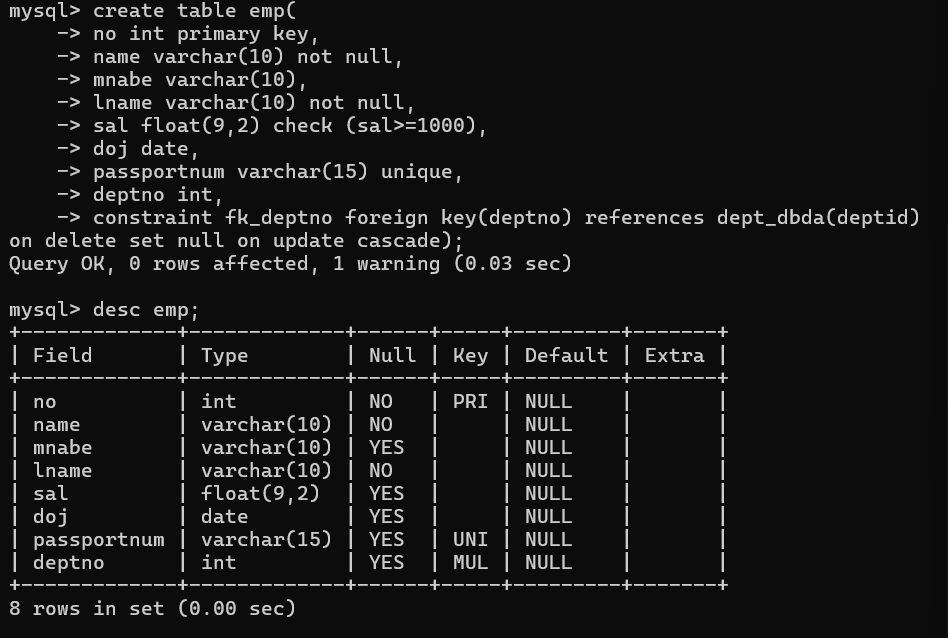 mysql> create table emp(
    -> no int primary key,
    -> name varchar(10) not null,
    -> mnabe varchar(10),
    -> lname varchar(10) not null,
    -> sal float(9,2) check (sal>=1000),
    -> doj date,
    -> passportnum varchar(15) unique,
    -> deptno int,
    -> constraint fk_deptno foreign key(deptno) references dept_dbda(deptid)
on delete set null on update cascade);
Query OK, 0 rows affected, 1 warning (0.03 sec)

mysql> desc emp;
+-------------+-------------+------+-----+---------+-------+
| Field       | Type        | Null | Key | Default | Extra |
+-------------+-------------+------+-----+---------+-------+
| no          | int         | NO   | PRI | NULL    |       |
| name        | varchar(10) | NO   |     | NULL    |       |
| mnabe       | varchar(10) | YES  |     | NULL    |       |
| lname       | varchar(10) | NO   |     | NULL    |       |
| sal         | float(9,2)  | YES  |     | NULL    |       |
| doj         | date        | YES  |     | NULL    |       |
| passportnum | varchar(15) | YES  | UNI | NULL    |       |
| deptno      | int         | YES  | MUL | NULL    |       |
+-------------+-------------+------+-----+---------+-------+
8 rows in set (0.00 sec)